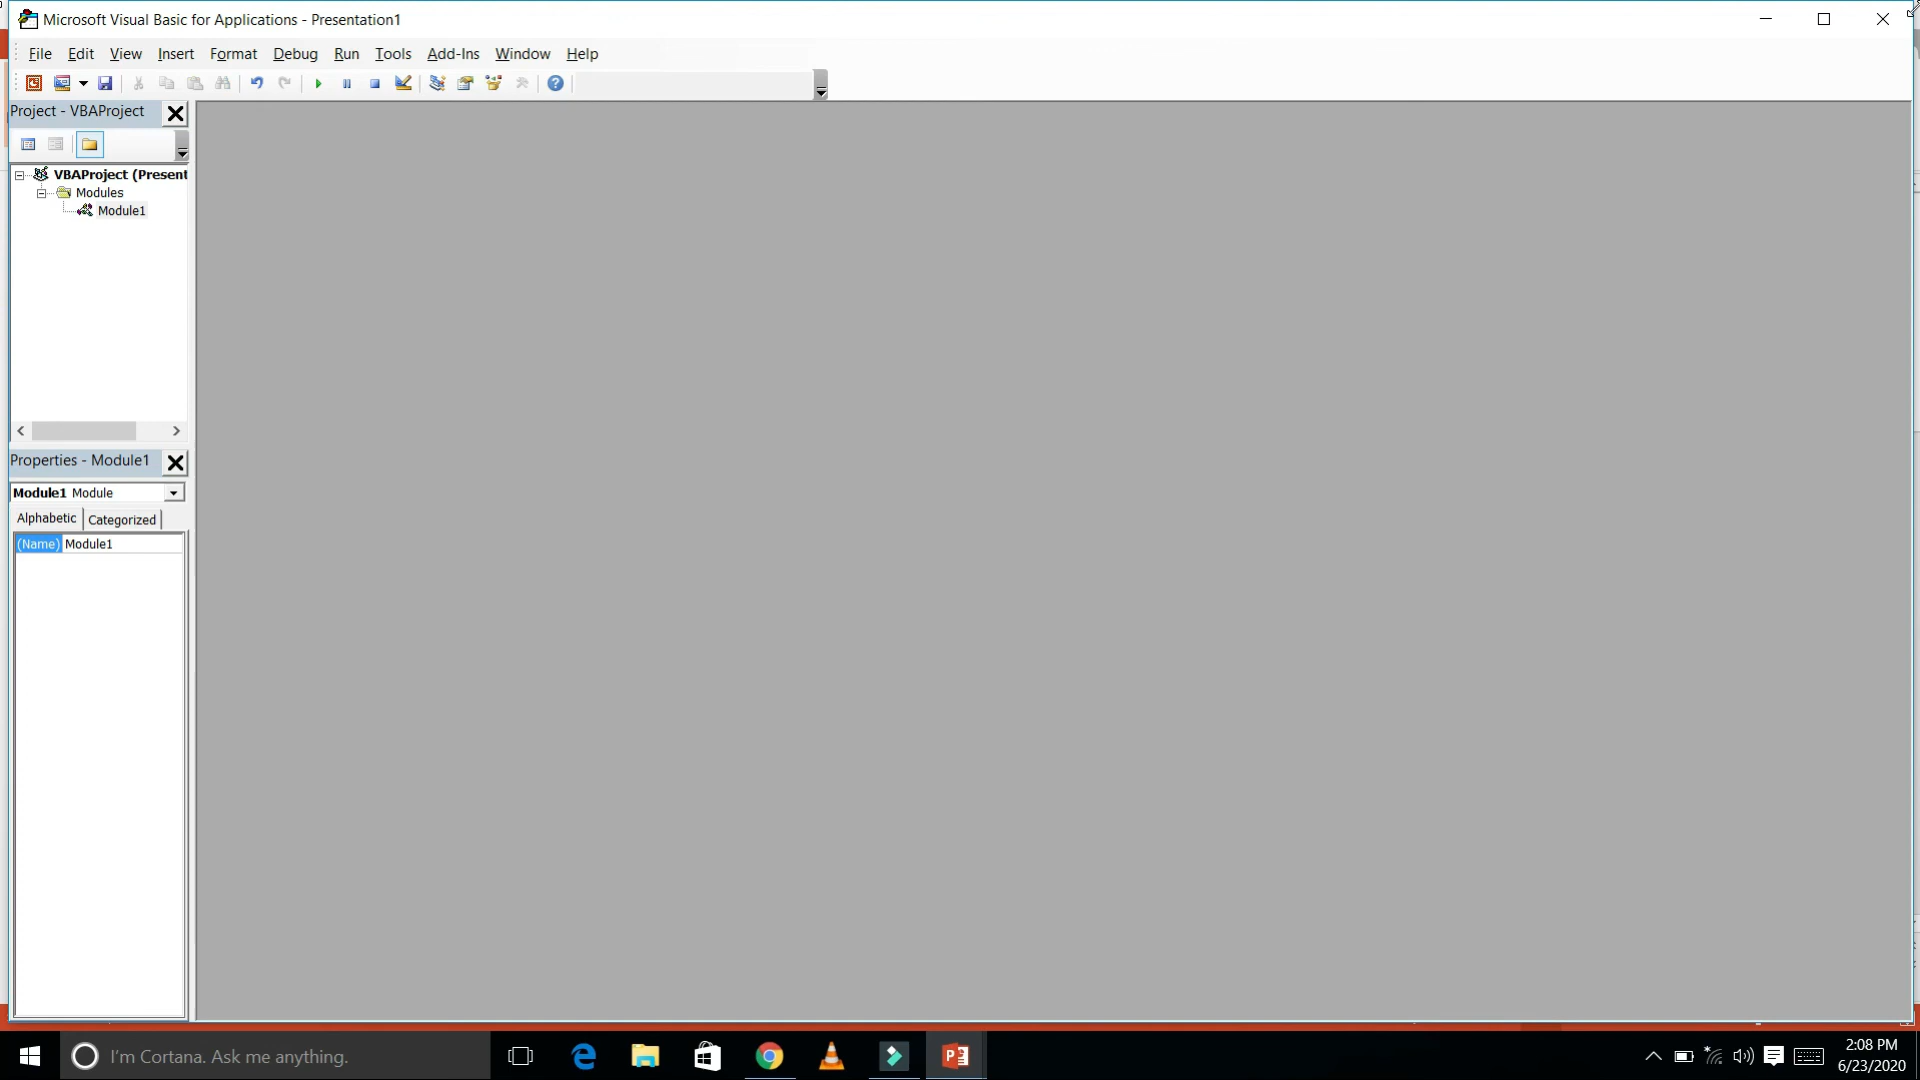 Microsoft Visual Basic for Applications - Presentation1
File Edit View Insert Format Debug Run Tools Add-Ins Window Help
Project - VBAProject
VBAProject (Present
Modules
Module1
Properties - Module1
Module1 Module
Alphabetic Categorized
(Name) Module1
I'm Cortana. Ask me anything.
2:08 PM
6/23/2020